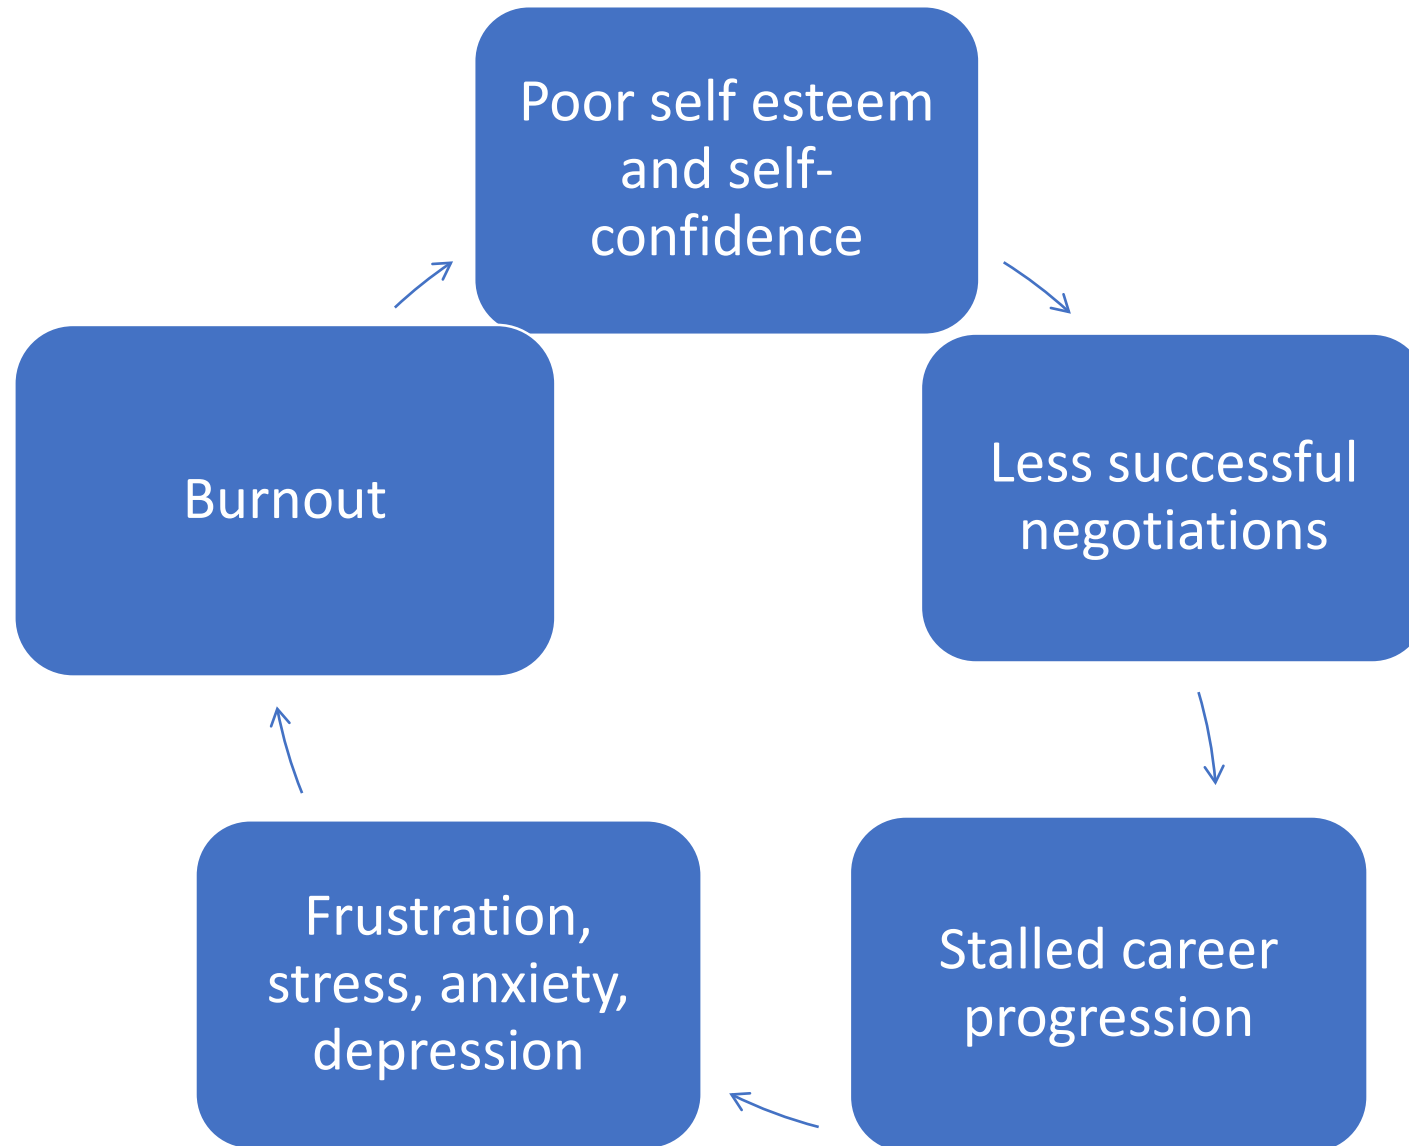 Poor self esteem
and self-
confidence
Less successful
negotiations
Stalled career
progression
Frustration,
stress, anxiety,
depression
Burnout